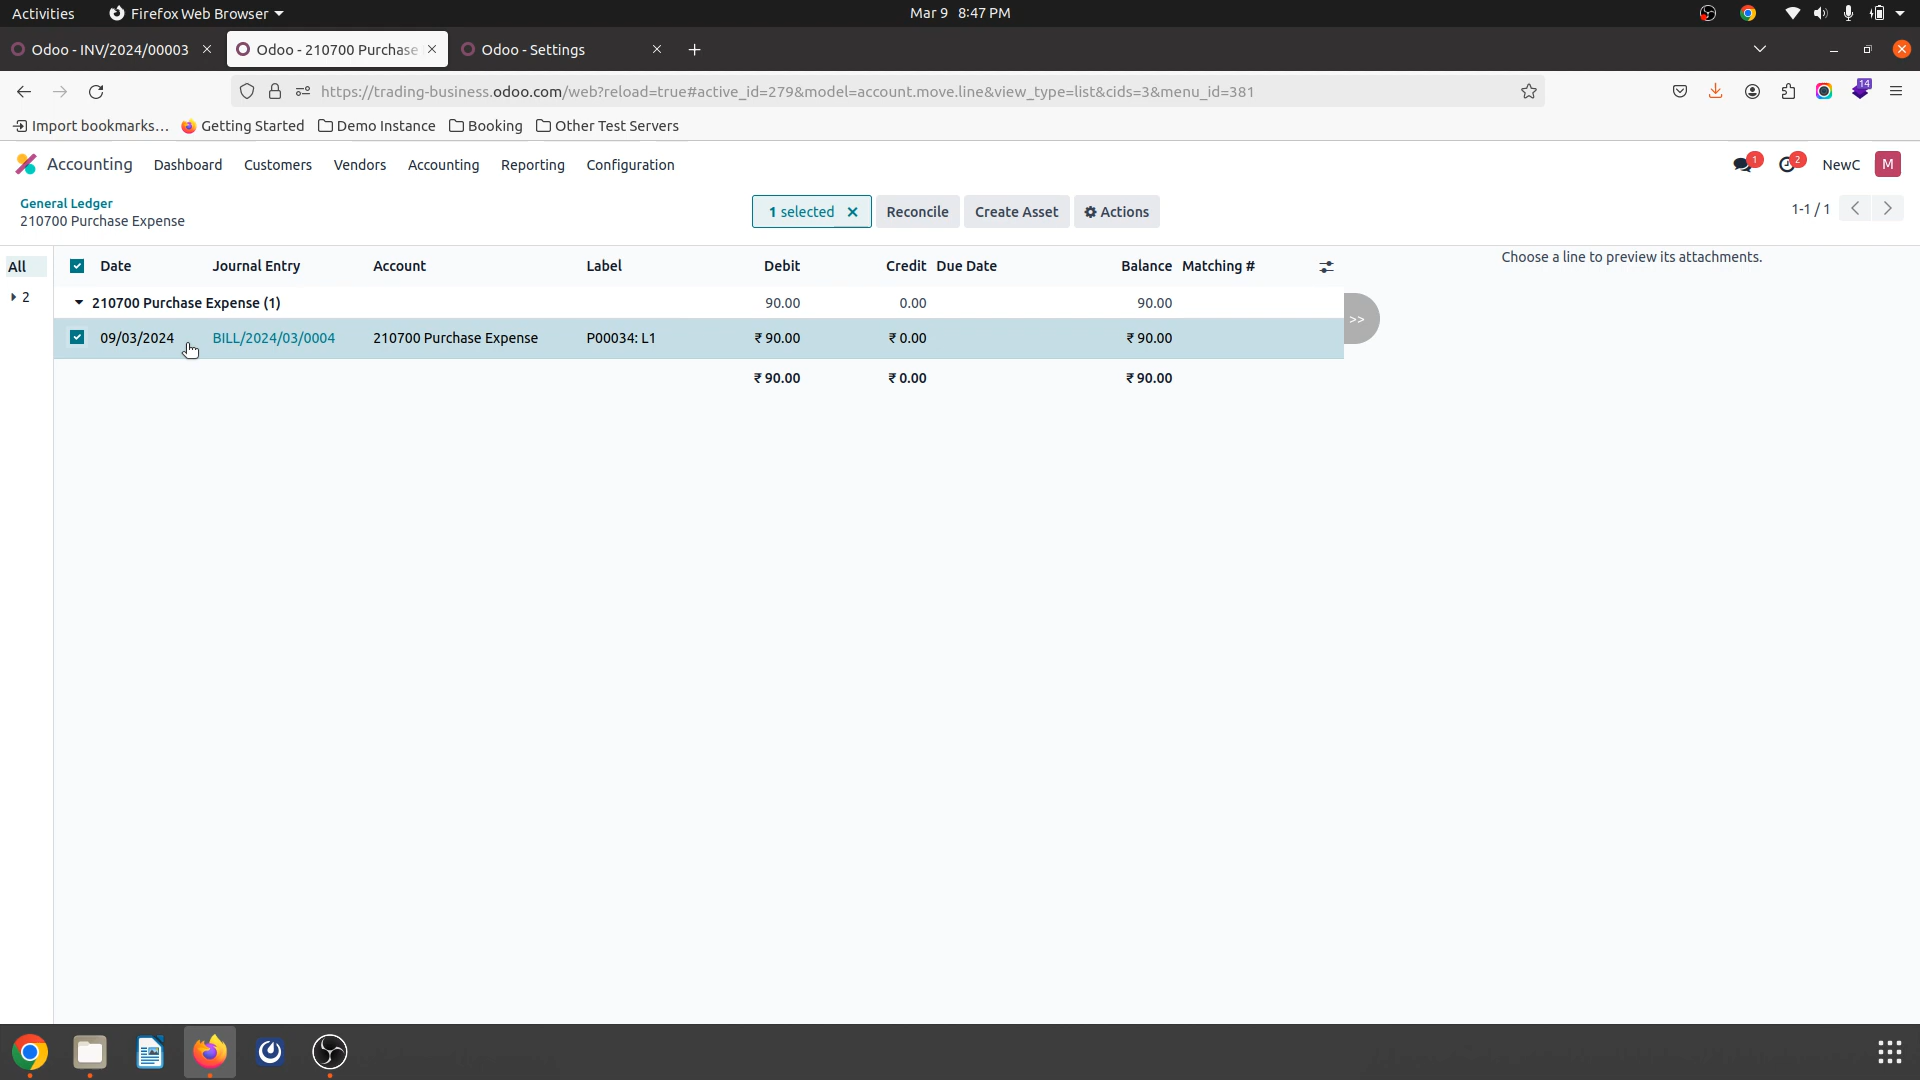 Activities Firefox Web Browser Mar 9 8:47 PM
Odoo - INV/2024/00003 Odoo - 210700 Purchase Odoo - Settings
https://trading-business.odoo.com/web?reload=true#active_id=279&model=account.move.line&view_type=list&cids=3&menu_id=381 14
Import bookmarks... Getting Started Demo Instance Booking Other Test Servers
Accounting Dashboard Customers Vendors Accounting Reporting Configuration 1 2 NewC M
General Ledger
210700 Purchase Expense
1 selected Reconcile Create Asset Actions 1-1 / 1
All Date Journal Entry Account Label Debit Credit Due Date Balance Matching # Choose a line to preview its attachments.
2 210700 Purchase Expense (1) 90.00 0.00 90.00
>>
09/03/2024 BILL/2024/03/0004 210700 Purchase Expense P00034: L1 ₹ 90.00 ₹ 0.00 ₹ 90.00
₹ 90.00 ₹ 0.00 ₹ 90.00